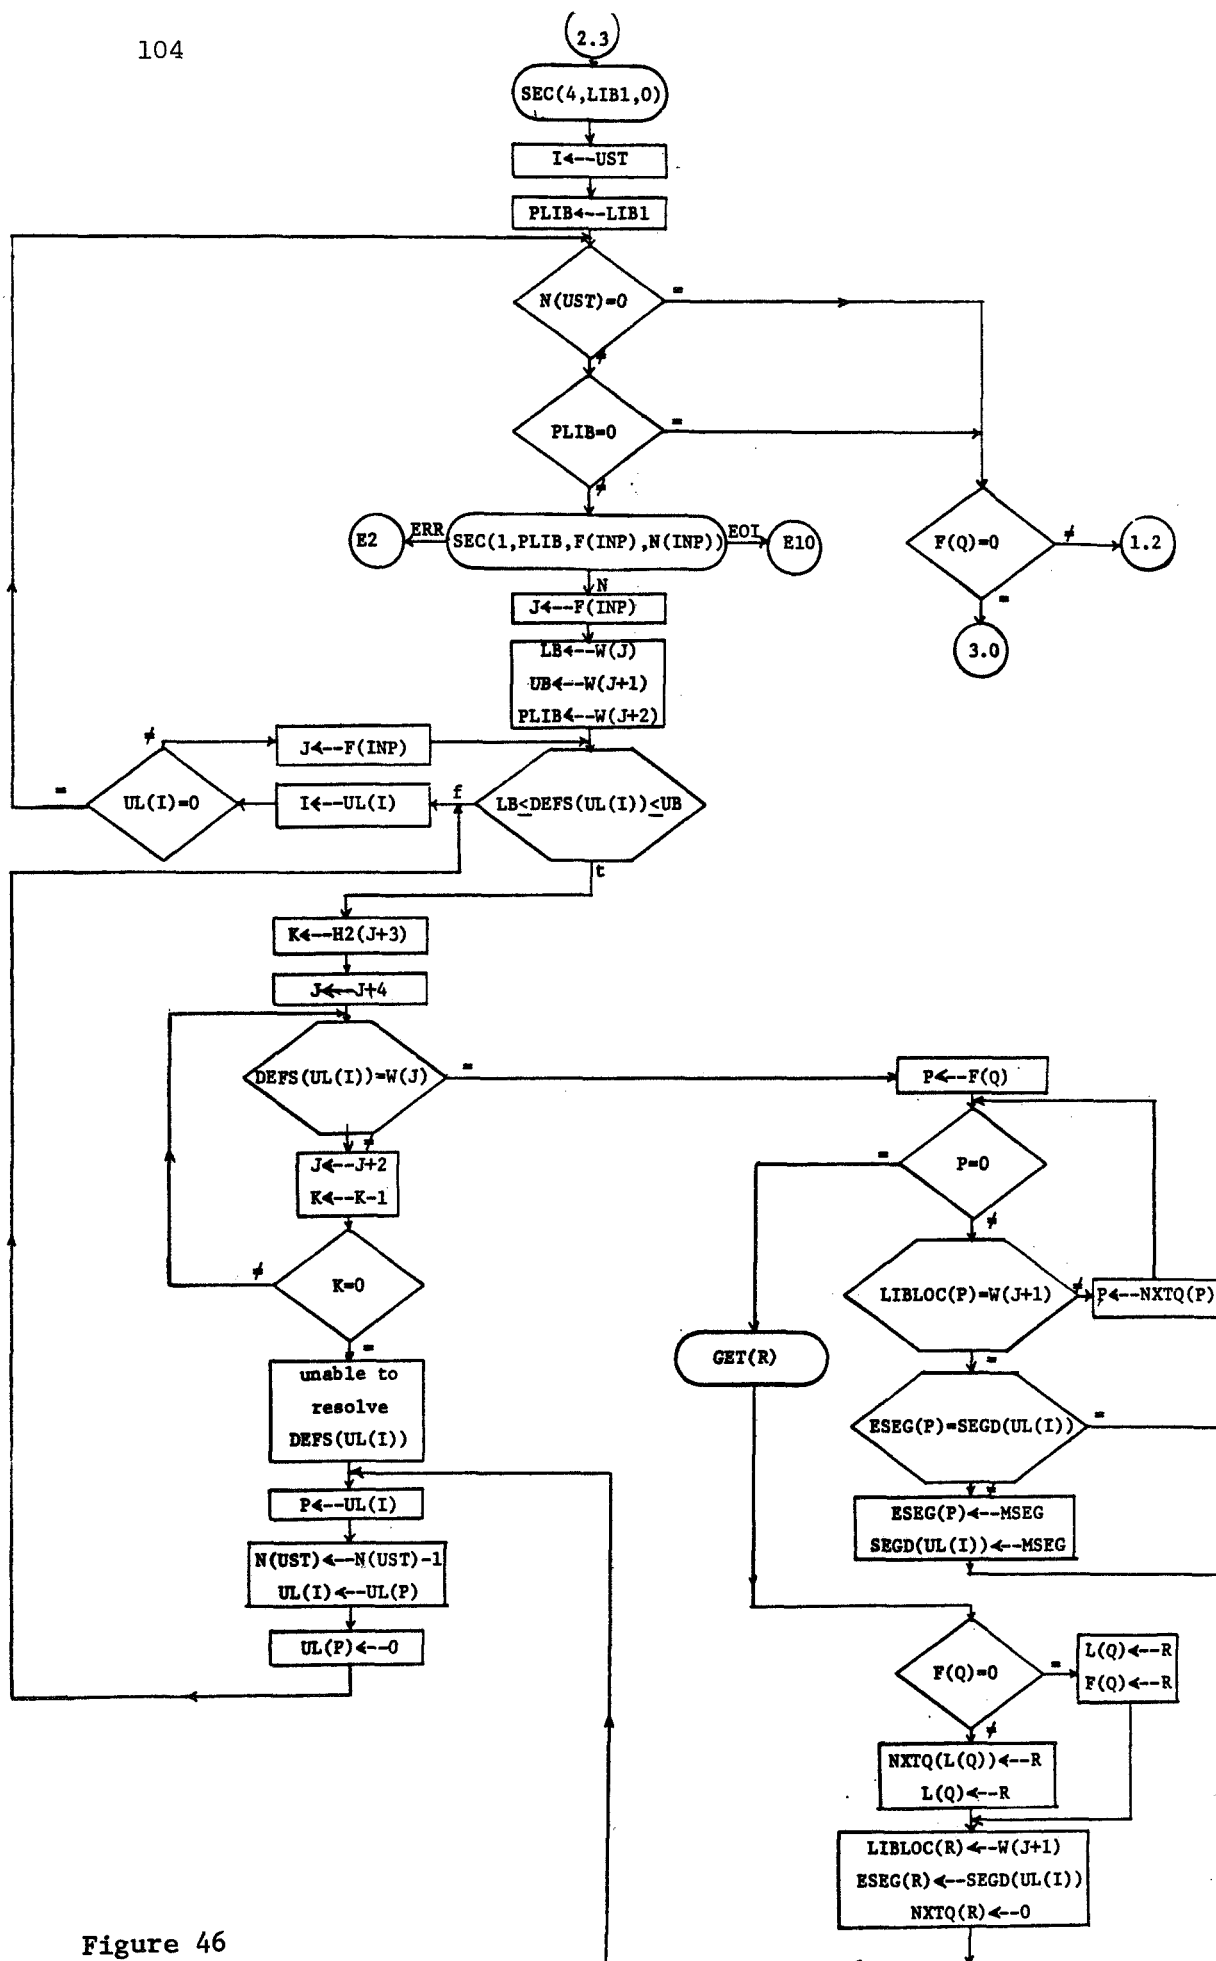 104
2.3
SEC(4,LIB1,0)
I<--UST
PLIB<--LIB1
N(UST)=0
=
≠
PLIB=0
=
≠
E2
ERR
SEC(1,PLIB,F(INP),N(INP))
EOI
E10
F(Q)=0
≠
1.2
=
3.0
N
J<--F(INP)
LB<--W(J)
UB<--W(J+1)
PLIB<--W(J+2)
≠
J<--F(INP)
=
UL(I)=0
I<--UL(I)
f
LB≤DEFS(UL(I))≤UB
t
K<--H2(J+3)
J<--J+4
DEFS(UL(I))=W(J)
=
P<--F(Q)
≠
J<--J+2
K<--K-1
=
P=0
≠
≠
K=0
=
LIBLOC(P)=W(J+1)
≠
P<--NXTQ(P)
=
GET(R)
unable to
resolve
DEFS(UL(I))
ESEG(P)=SEGD(UL(I))
=
≠
P<--UL(I)
ESEG(P)<--MSEG
SEGD(UL(I))<--MSEG
N(UST)<--N(UST)-1
UL(I)<--UL(P)
UL(P)<--0
F(Q)=0
=
L(Q)<--R
F(Q)<--R
≠
NXTQ(L(Q))<--R
L(Q)<--R
LIBLOC(R)<--W(J+1)
ESEG(R)<--SEGD(UL(I))
NXTQ(R)<--0
Figure 46